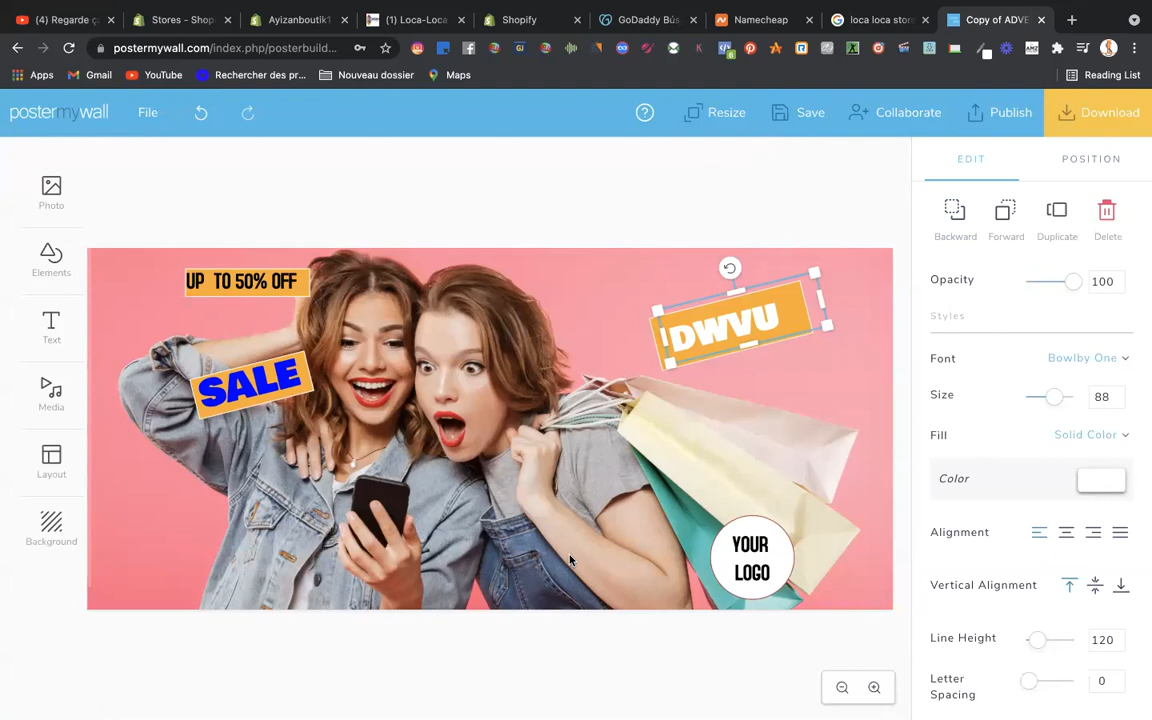 (4) Regarde ça
Stores - Shop
Ayizanboutik1
(1) Loca-Loca
Shopify
GoDaddy Bús
Namecheap
loca loca store
Copy of ADVE
postermywall.com/index.php/posterbuild...
Apps
Gmail
YouTube
Rechercher des pr...
Nouveau dossier
Maps
Reading List
postermywall
File
Resize
Save
Collaborate
Publish
Download
Photo
Elements
Text
Media
Layout
Background
UP TO 50% OFF
SALE
DWVU
YOUR
LOGO
EDIT
POSITION
Backward
Forward
Duplicate
Delete
Opacity
100
Styles
Font
Bowlby One
Size
88
Fill
Solid Color
Color
Alignment
Vertical Alignment
Line Height
120
Letter
Spacing
0